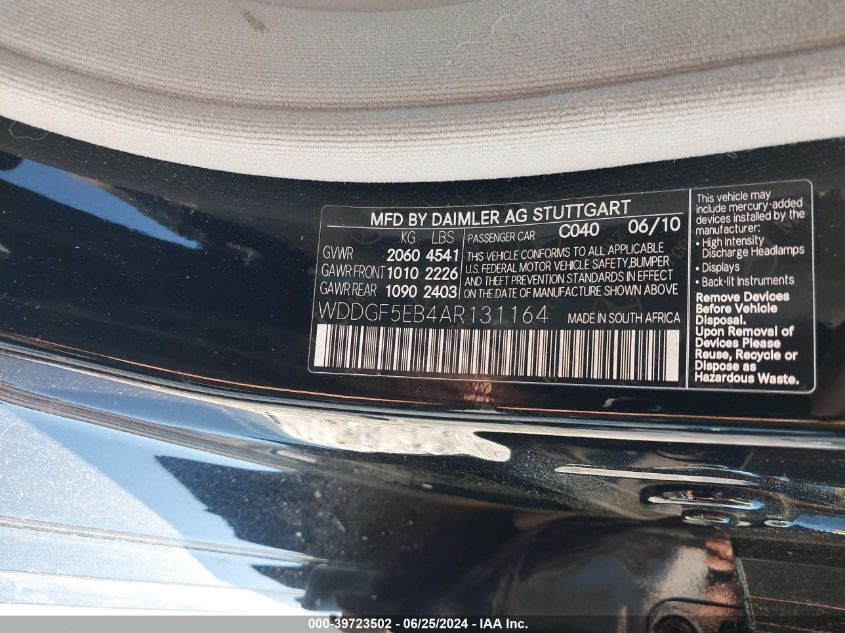 MFD BY DAIMLER AG STUTTGART
KG LBS PASSENGER CAR C040 06/10
GVWR 2060 4541
GAWR FRONT 1010 2226
GAWR REAR 1090 2403
THIS VEHICLE CONFORMS TO ALL APPLICABLE
U.S. FEDERAL MOTOR VEHICLE SAFETY, BUMPER
AND THEFT PREVENTION STANDARDS IN EFFECT
ON THE DATE OF MANUFACTURE SHOWN ABOVE
WDDGF5EB4AR131164 MADE IN SOUTH AFRICA
This vehicle may
include mercury-added
devices installed by the
manufacturer:
• High Intensity
Discharge Headlamps
• Displays
• Back-lit Instruments
Remove Devices
Before Vehicle
Disposal.
Upon Removal of
Devices Please
Reuse, Recycle or
Dispose as
Hazardous Waste.
000-39723502 - 06/25/2024 - IAA Inc.